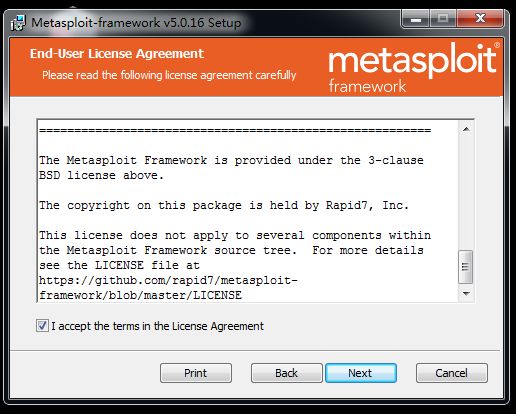 Metasploit-framework v5.0.16 Setup
End-User License Agreement
Please read the following license agreement carefully
metasploit®
framework
============================================================
The Metasploit Framework is provided under the 3-clause
BSD license above.
The copyright on this package is held by Rapid7, Inc.
This license does not apply to several components within
the Metasploit Framework source tree.  For more details
see the LICENSE file at
https://github.com/rapid7/metasploit-
framework/blob/master/LICENSE
I accept the terms in the License Agreement
Print
Back
Next
Cancel